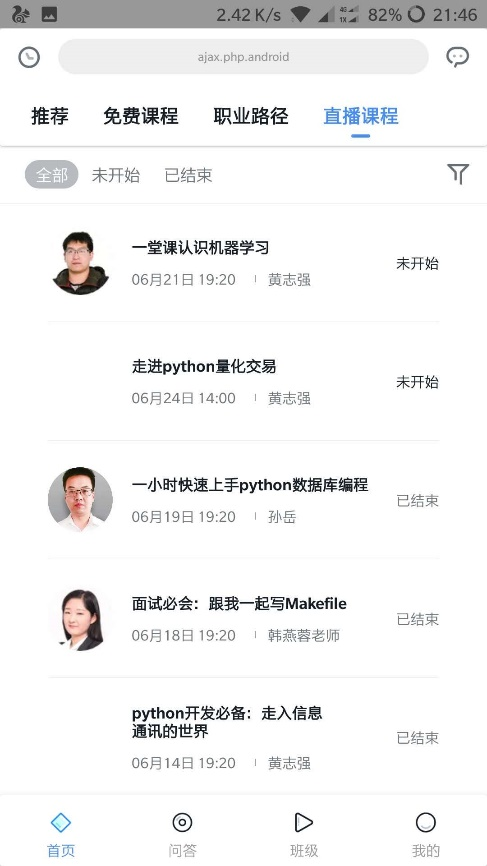 2.42 K/s 4G 1X 82% 21:46
ajax.php.android
推荐 免费课程 职业路径 直播课程
全部 未开始 已结束
一堂课认识机器学习
06月21日 19:20 黄志强
未开始
走进python量化交易
06月24日 14:00 黄志强
未开始
一小时快速上手python数据库编程
06月19日 19:20 孙岳
已结束
面试必会：跟我一起写Makefile
06月18日 19:20 韩燕蓉老师
已结束
python开发必备：走入信息
通讯的世界
06月14日 19:20 黄志强
已结束
首页 问答 班级 我的